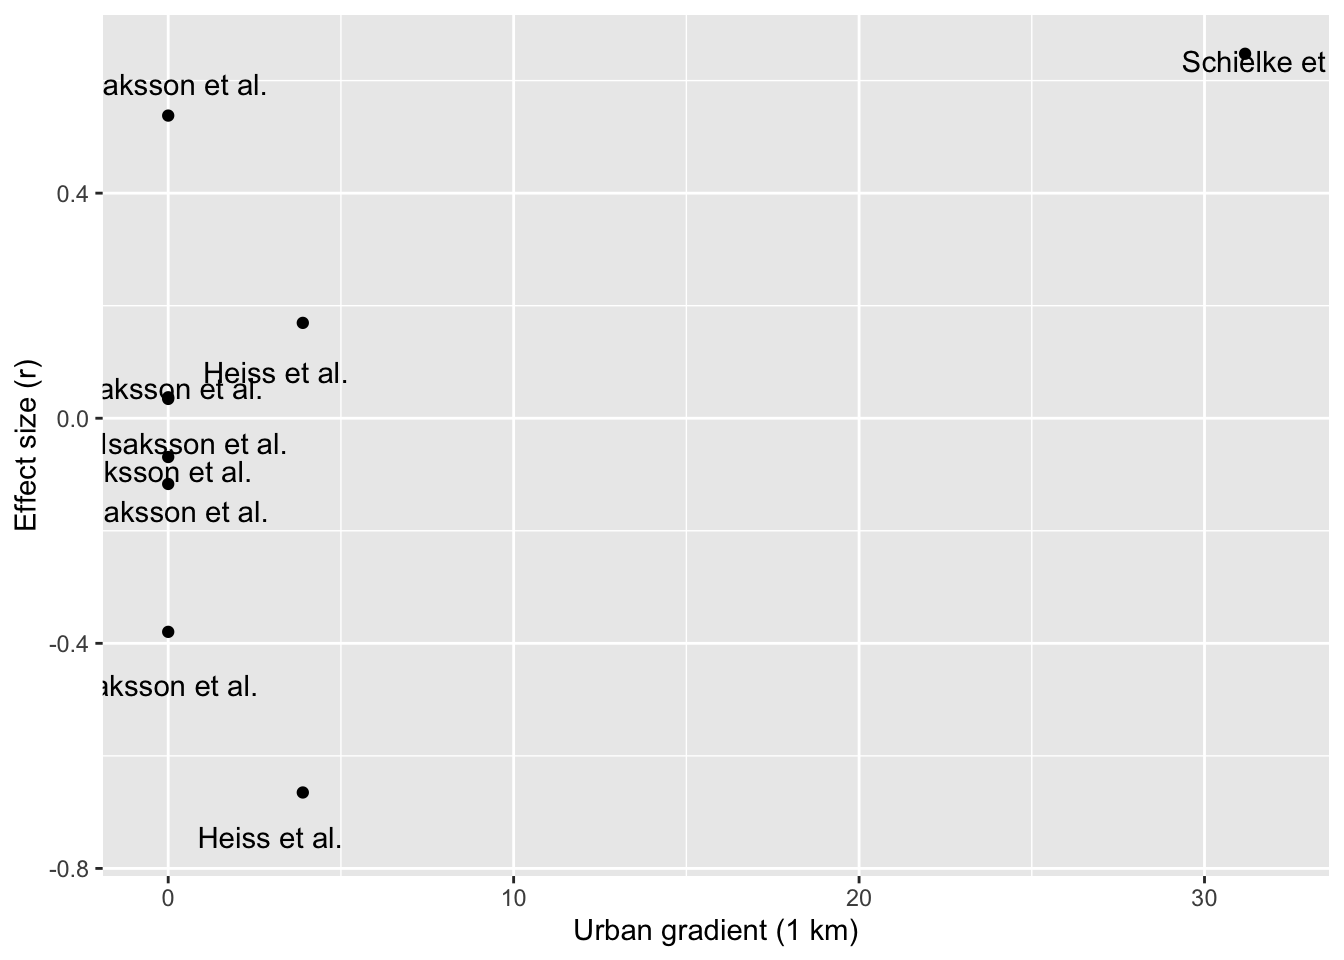 Schielke et
aksson et al.
0.4
Heiss et al.
aksson et al.
0.0
Isaksson et al.
ksson et al.
aksson et al.
-0.4
aksson et al.
Heiss et al.
-0.8
0 10 20 30
Urban gradient (1 km)
Effect size (r)